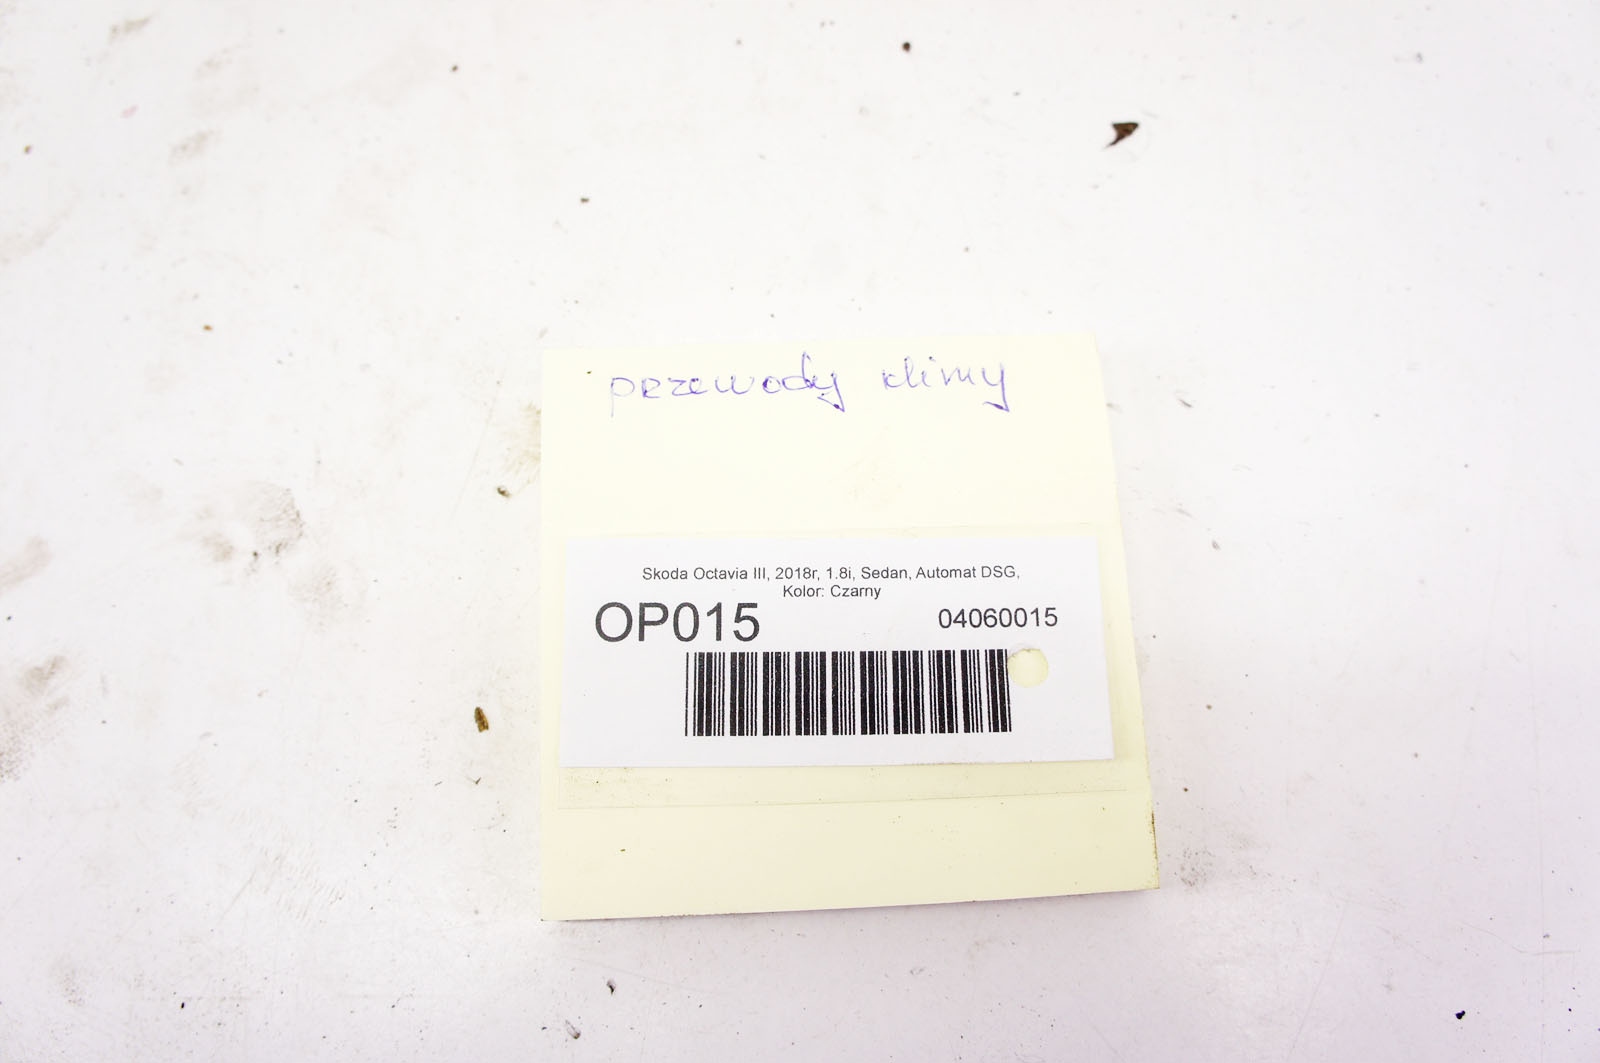 przewody klimy
Skoda Octavia III, 2018r, 1.8i, Sedan, Automat DSG,
Kolor: Czarny
OP015 04060015